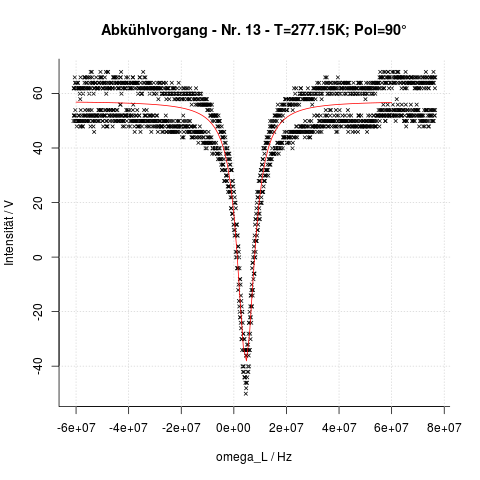 Abkühlvorgang - Nr. 13 - T=277.15K; Pol=90°
Intensität / V
60
40
20
0
-20
-40
-6e+07 -4e+07 -2e+07 0e+00 2e+07 4e+07 6e+07 8e+07
omega_L / Hz